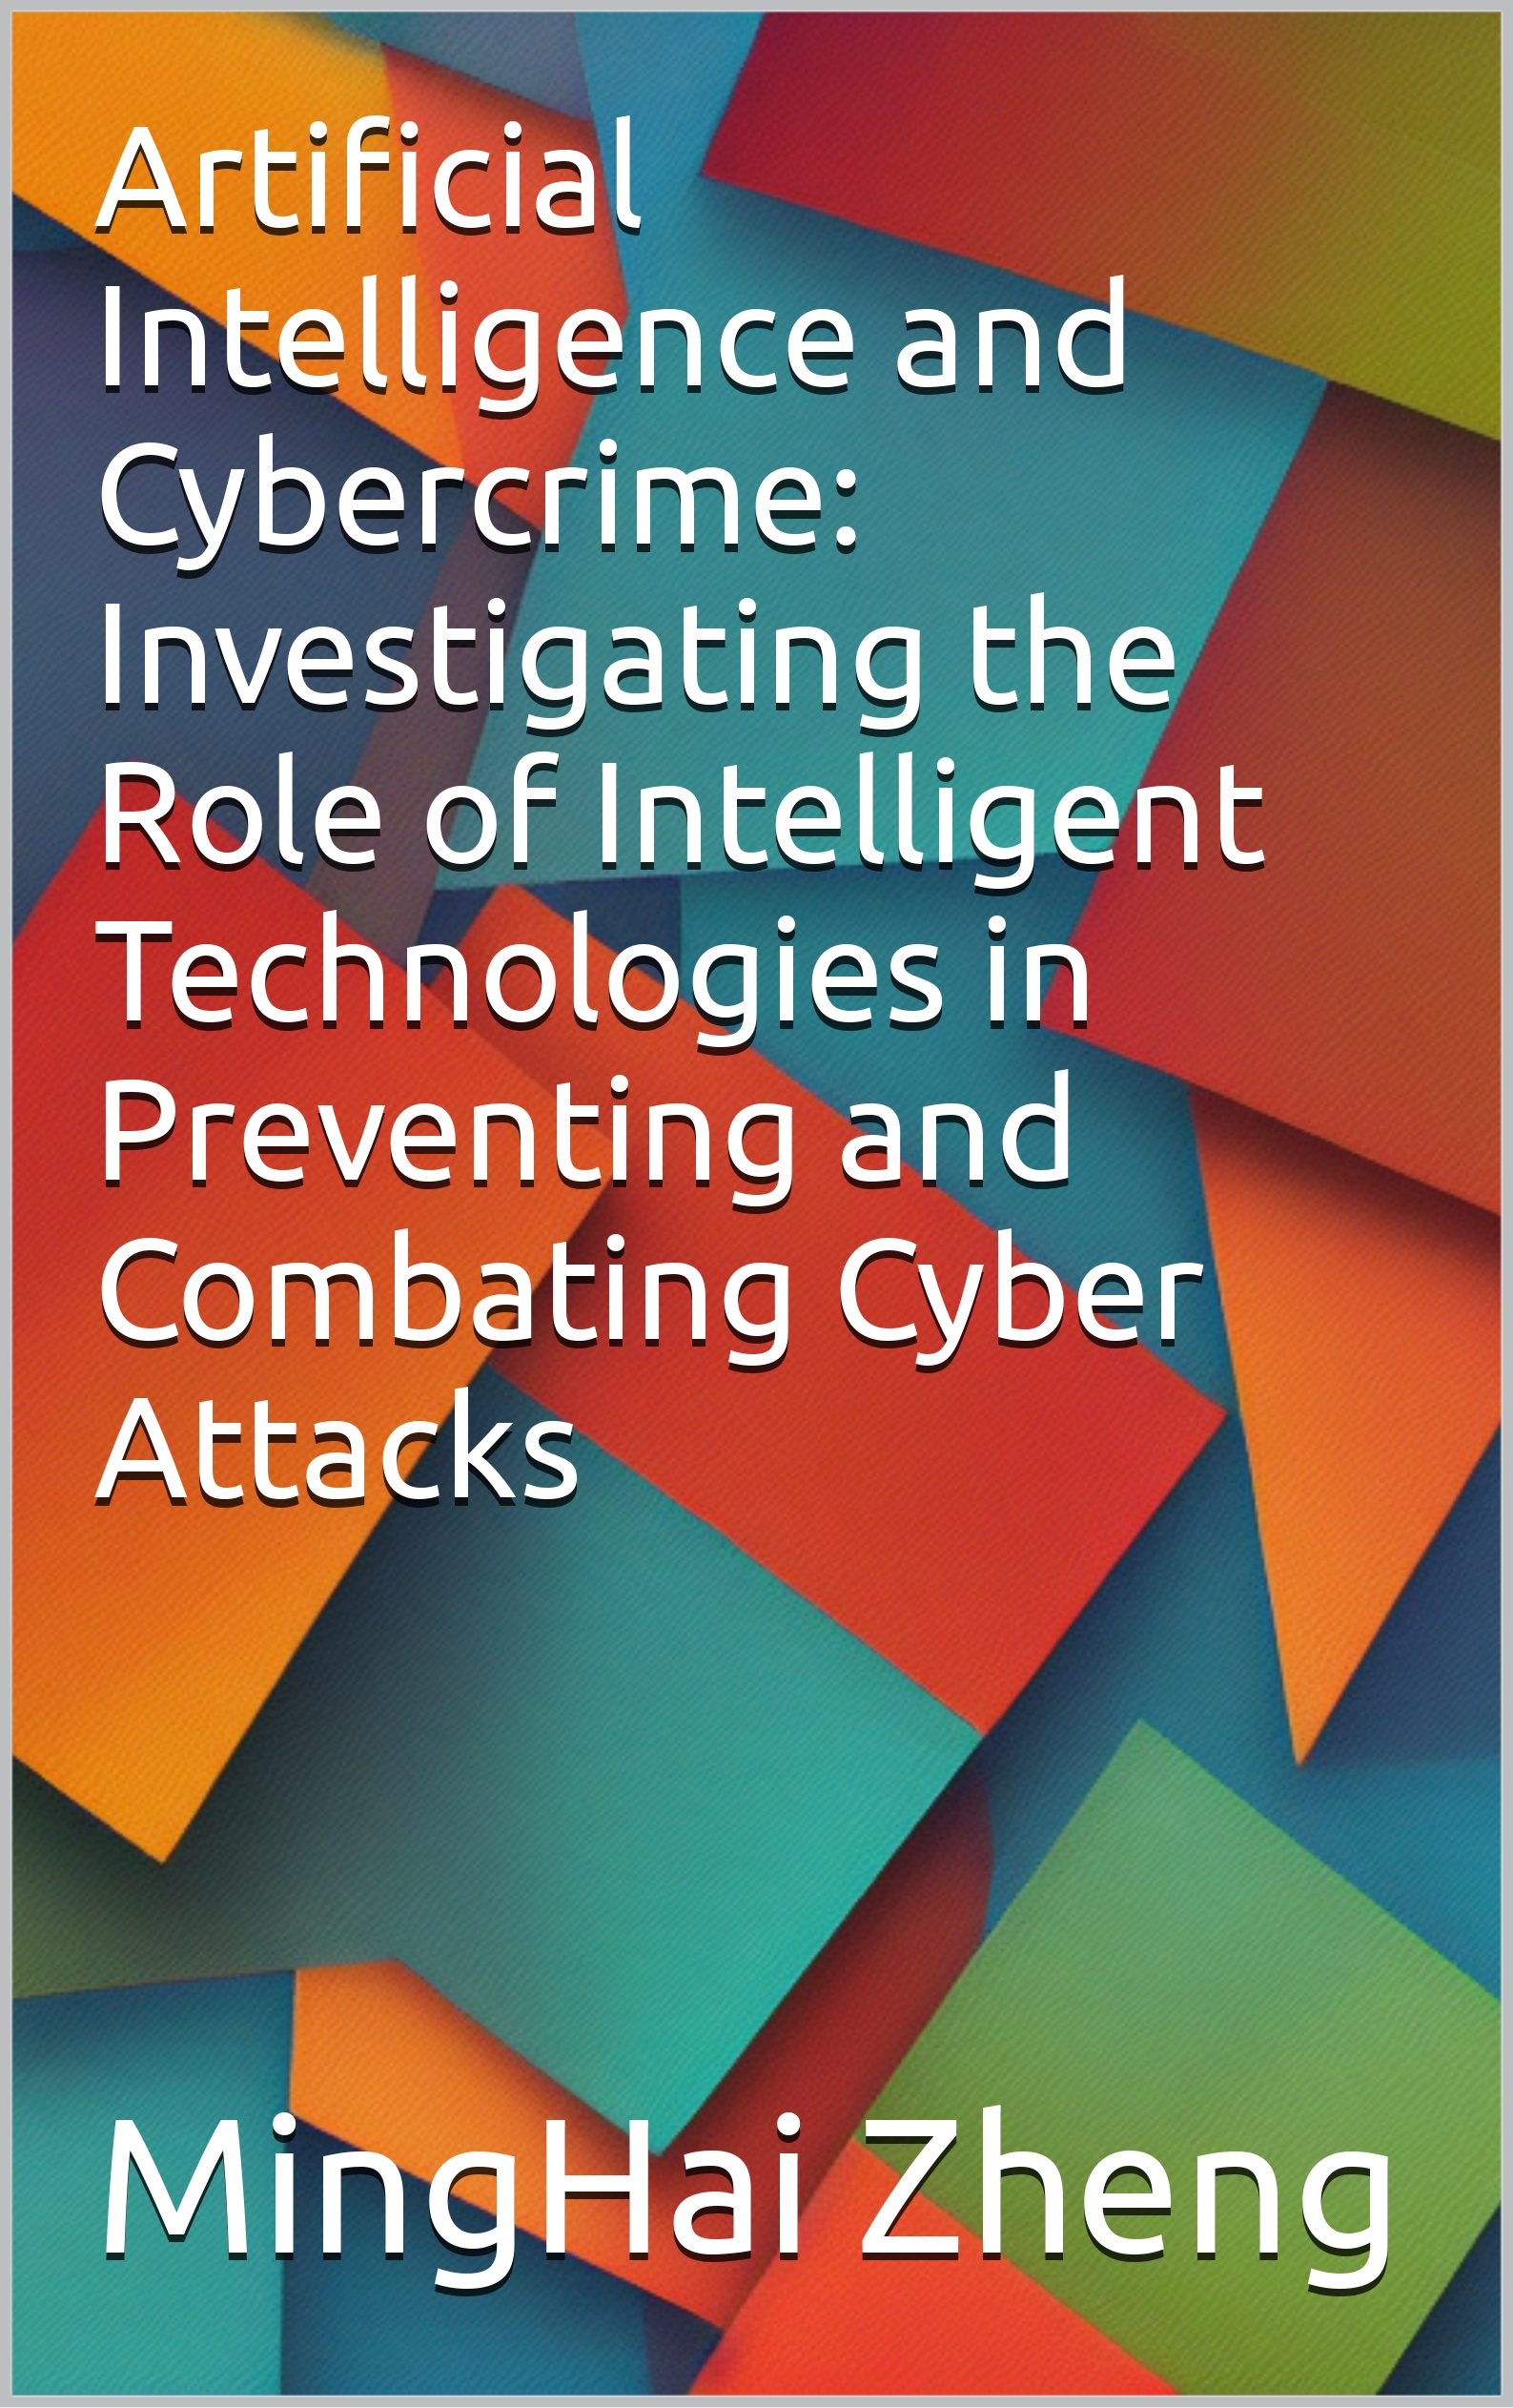 Artificial
Intelligence and
Cybercrime:
Investigating the
Role of Intelligent
Technologies in
Preventing and
Combating Cyber
Attacks
MingHai Zheng